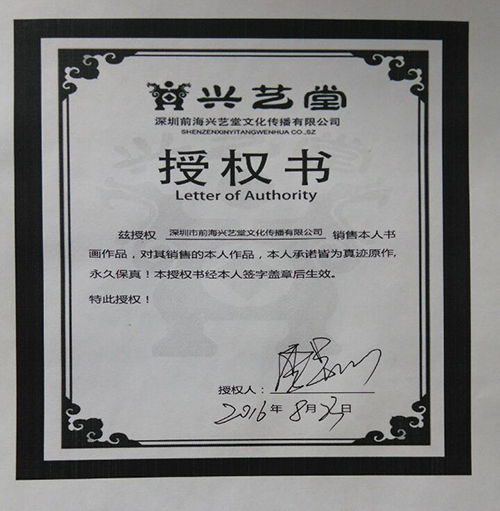 兴艺堂
深圳前海兴艺堂文化传播有限公司
SHENZENXINYITANGWENHUA CO.,SZ
授权书
Letter of Authority
兹授权 深圳市前海兴艺堂文化传播有限公司 销售本人书
画作品，对其销售的本人作品，本人承诺皆为真迹原作，
永久保真！本授权书经本人签字盖章后生效。
特此授权！
授权人：
2016年8月23日